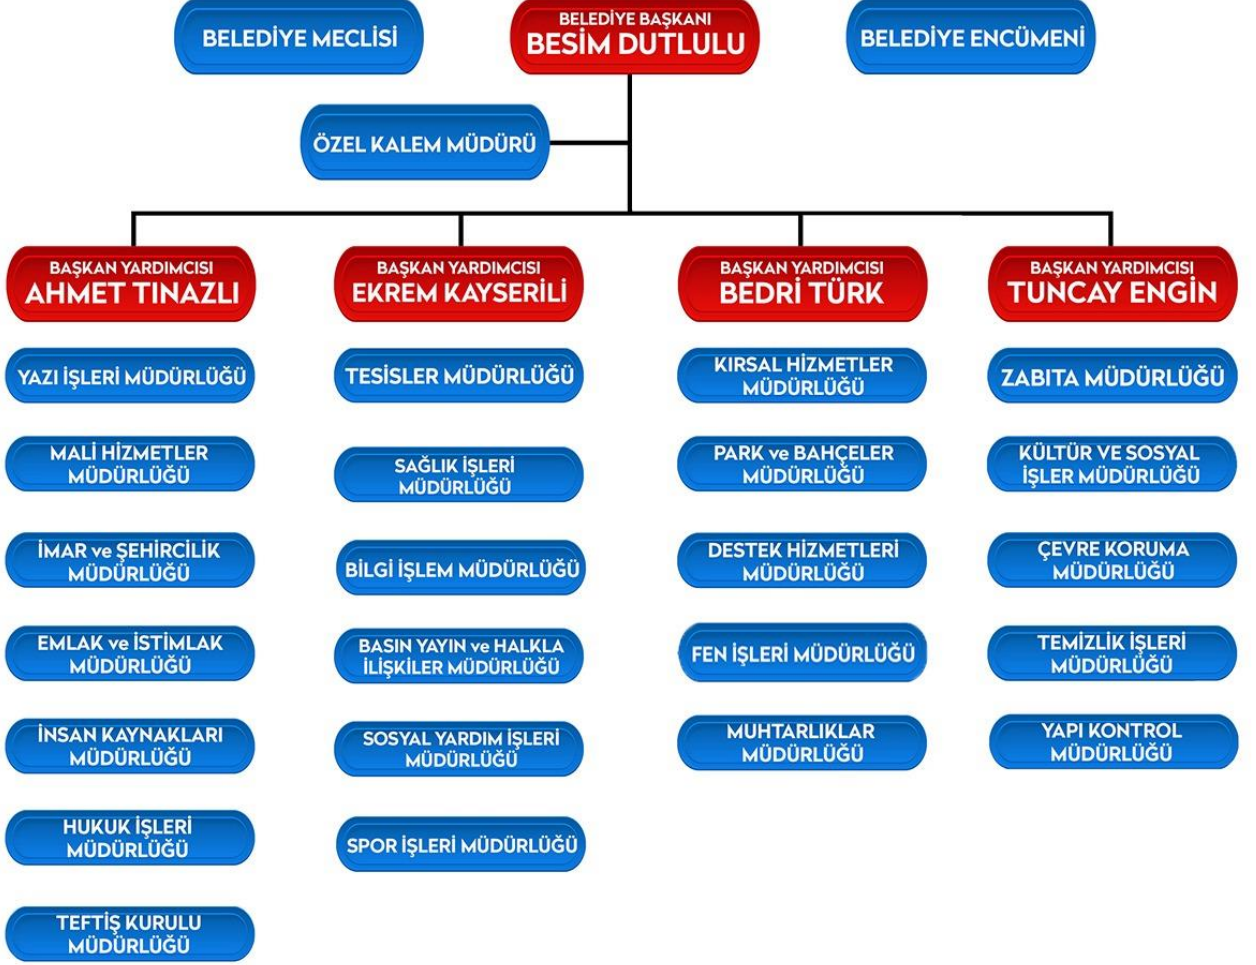 BELEDİYE MECLİSİ
BELEDİYE BAŞKANI
BESİM DUTLULU
BELEDİYE ENCÜMENİ
ÖZEL KALEM MÜDÜRÜ
BAŞKAN YARDIMCISI
AHMET TINAZLI
YAZI İŞLERİ MÜDÜRLÜĞÜ
MALİ HİZMETLER
MÜDÜRLÜĞÜ
İMAR ve ŞEHİRCİLİK
MÜDÜRLÜĞÜ
EMLAK ve İSTİMLAK
MÜDÜRLÜĞÜ
İNSAN KAYNAKLARI
MÜDÜRLÜĞÜ
HUKUK İŞLERİ
MÜDÜRLÜĞÜ
TEFTİŞ KURULU
MÜDÜRLÜĞÜ
BAŞKAN YARDIMCISI
EKREM KAYSERİLİ
TESİSLER MÜDÜRLÜĞÜ
SAĞLIK İŞLERİ
MÜDÜRLÜĞÜ
BİLGİ İŞLEM MÜDÜRLÜĞÜ
BASIN YAYIN ve HALKLA
İLİŞKİLER MÜDÜRLÜĞÜ
SOSYAL YARDIM İŞLERİ
MÜDÜRLÜĞÜ
SPOR İŞLERİ MÜDÜRLÜĞÜ
BAŞKAN YARDIMCISI
BEDRİ TÜRK
KIRSAL HİZMETLER
MÜDÜRLÜĞÜ
PARK ve BAHÇELER
MÜDÜRLÜĞÜ
DESTEK HİZMETLERİ
MÜDÜRLÜĞÜ
FEN İŞLERİ MÜDÜRLÜĞÜ
MUHTARLIKLAR
MÜDÜRLÜĞÜ
BAŞKAN YARDIMCISI
TUNCAY ENGİN
ZABITA MÜDÜRLÜĞÜ
KÜLTÜR VE SOSYAL
İŞLER MÜDÜRLÜĞÜ
ÇEVRE KORUMA
MÜDÜRLÜĞÜ
TEMİZLİK İŞLERİ
MÜDÜRLÜĞÜ
YAPI KONTROL
MÜDÜRLÜĞÜ